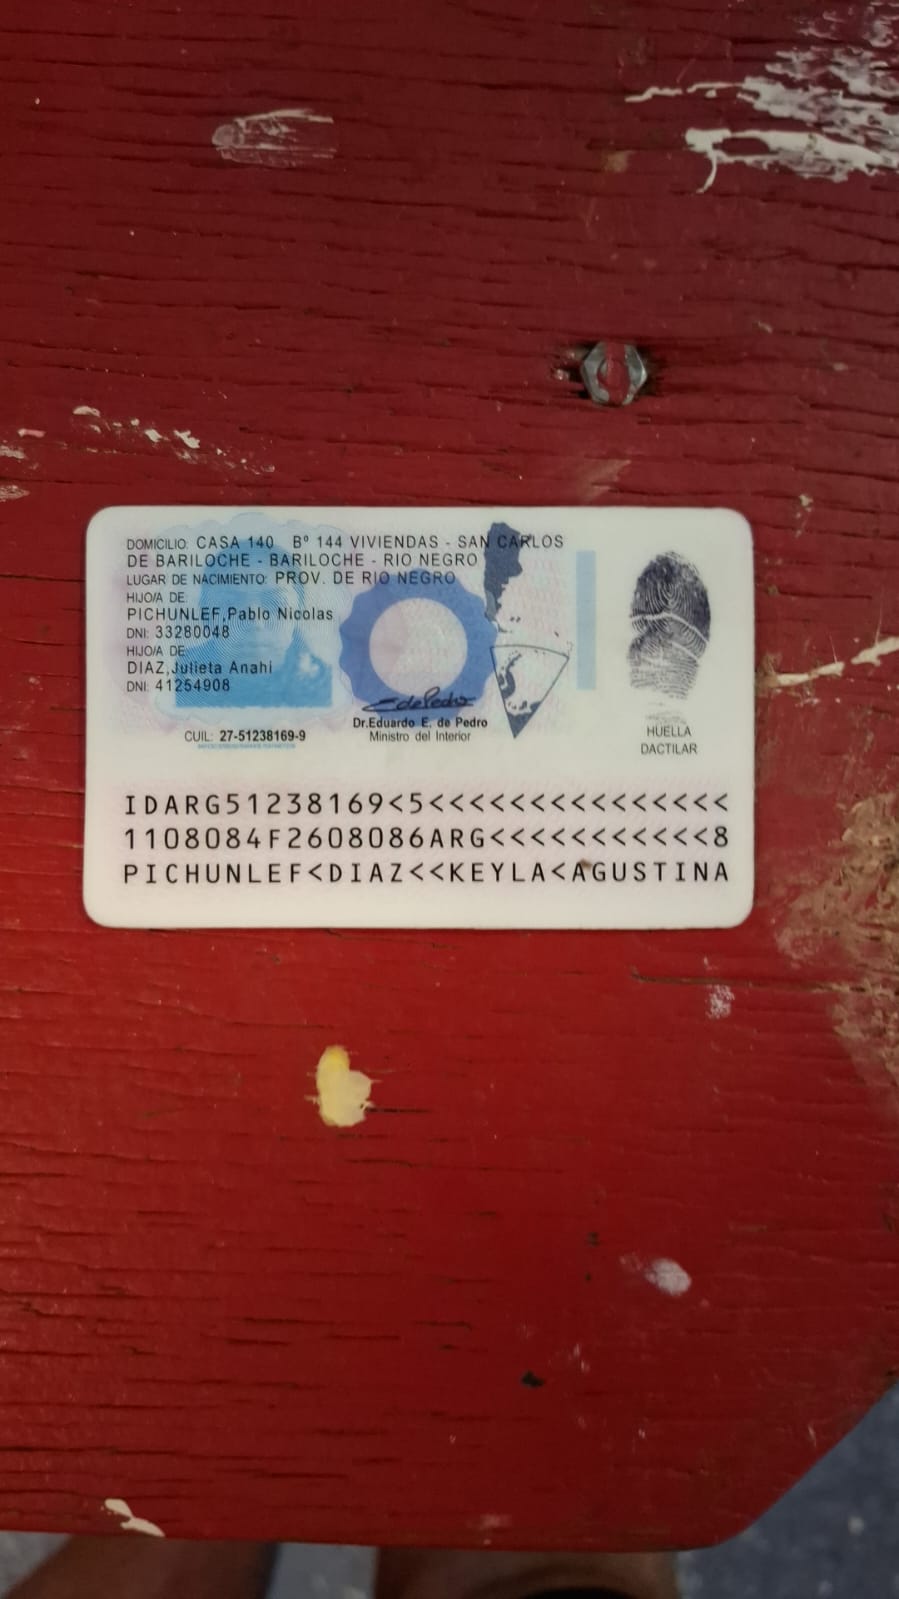 DOMICILIO: CASA 140 Bº 144 VIVIENDAS - SAN CARLOS
DE BARILOCHE - BARILOCHE - RIO NEGRO
LUGAR DE NACIMIENTO: PROV. DE RIO NEGRO
HIJO/A DE:
PICHUNLEF,Pablo Nicolas
DNI: 33280048
HIJO/A DE:
DIAZ,Julieta Anahi
DNI: 41254908
Dr.Eduardo E. de Pedro
Ministro del Interior
CUIL: 27-51238169-9
HUELLA
DACTILAR
IDARG51238169<5<<<<<<<<<<<<<<<
1108084F2608086ARG<<<<<<<<<<<8
PICHUNLEF<DIAZ<<KEYLA<AGUSTINA